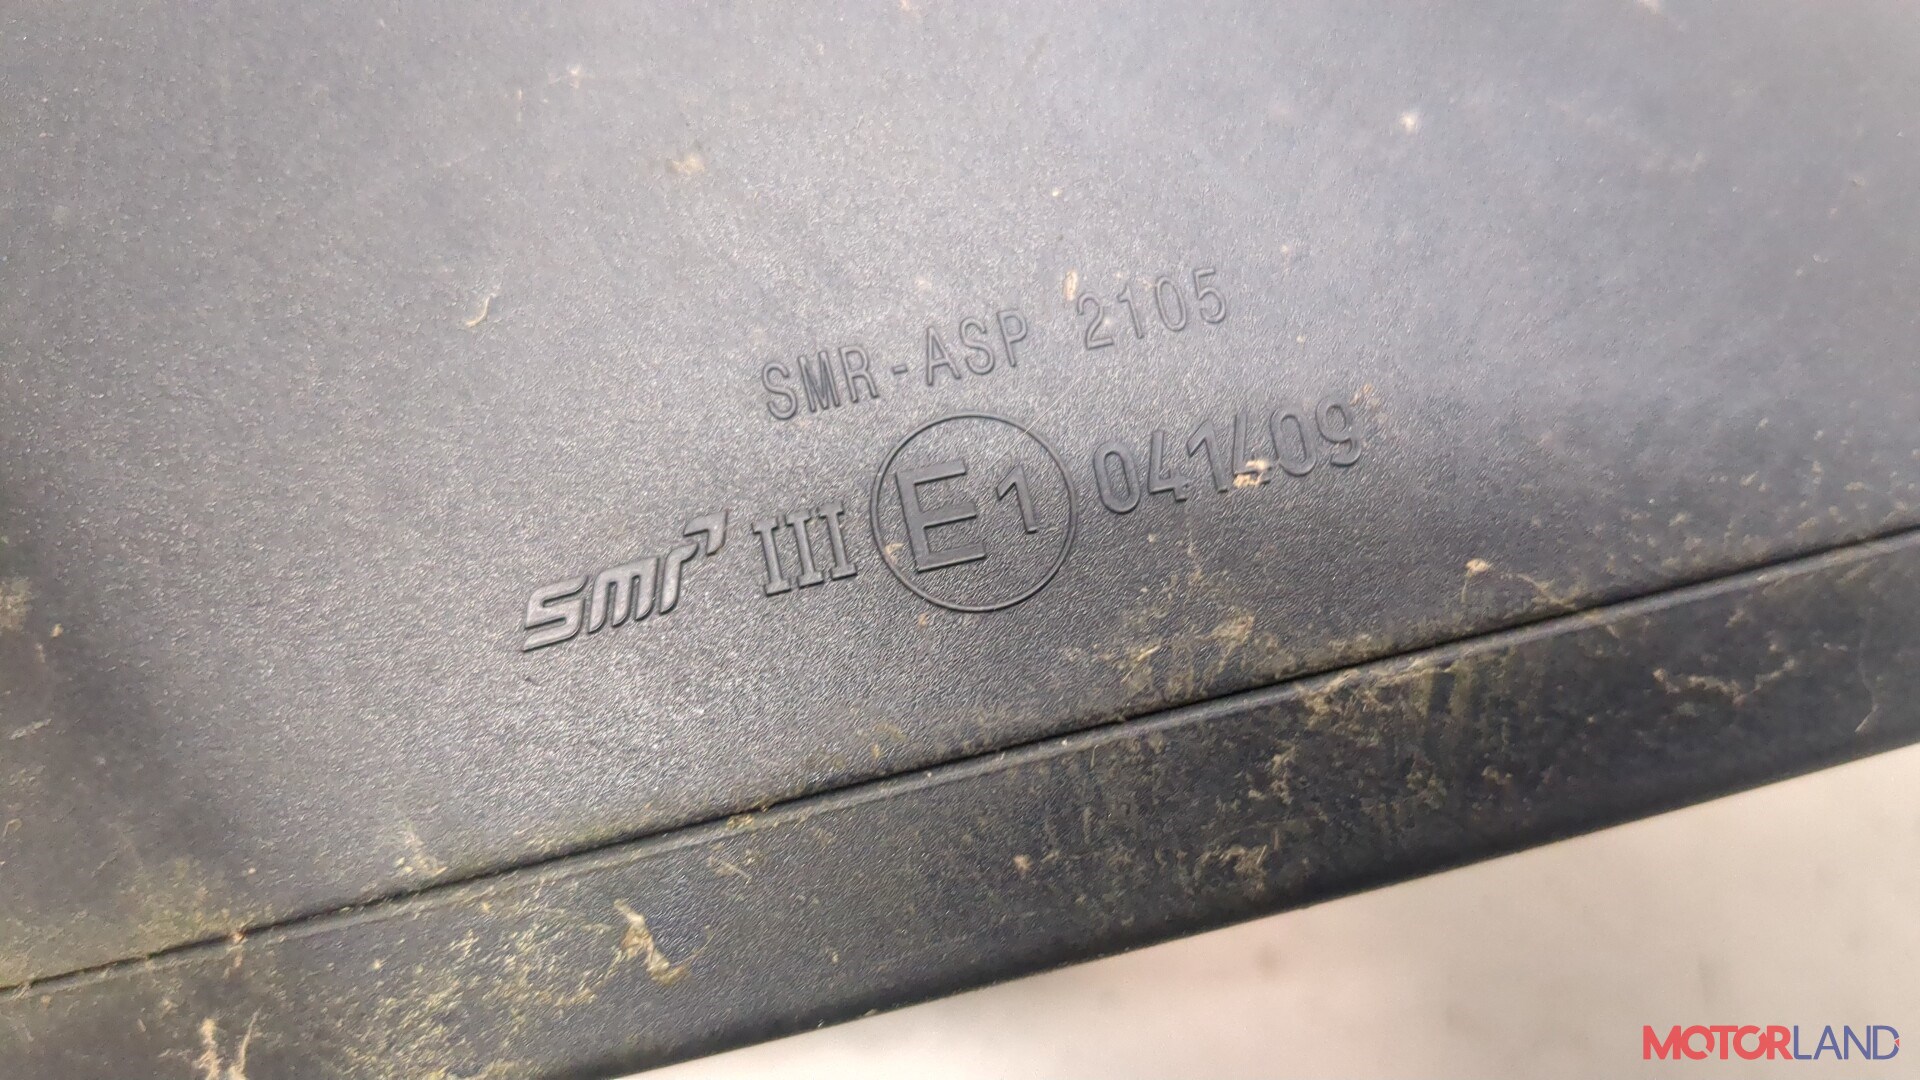 SMR-ASP 2105
smr III E1 041409
MOTORLAND